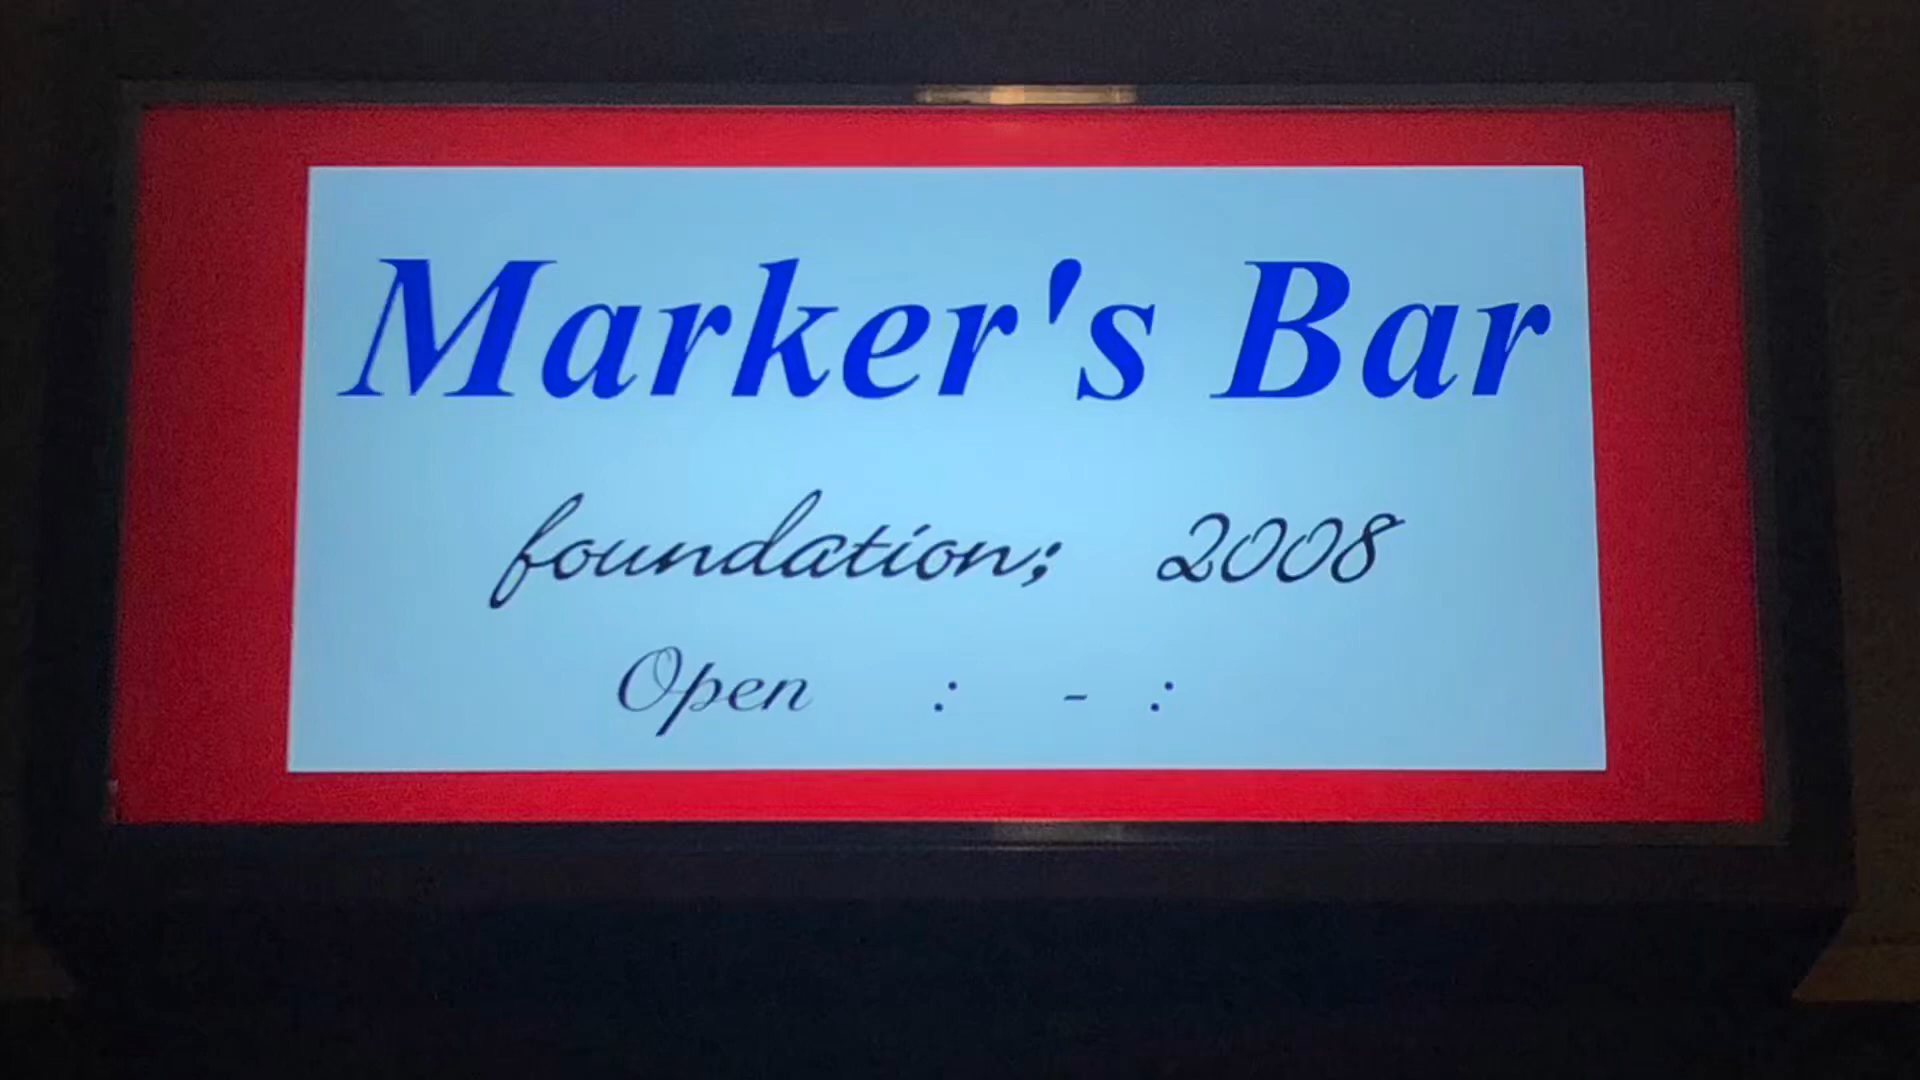 Marker's Bar
foundation; 2008
Open : - :